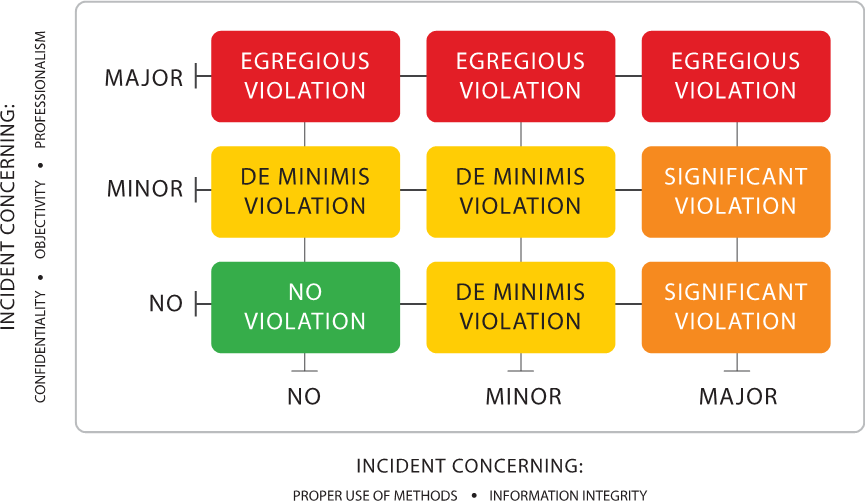 INCIDENT CONCERNING:
CONFIDENTIALITY • OBJECTIVITY • PROFESSIONALISM
MAJOR
EGREGIOUS
VIOLATION
EGREGIOUS
VIOLATION
EGREGIOUS
VIOLATION
MINOR
DE MINIMIS
VIOLATION
DE MINIMIS
VIOLATION
SIGNIFICANT
VIOLATION
NO
NO
VIOLATION
DE MINIMIS
VIOLATION
SIGNIFICANT
VIOLATION
NO
MINOR
MAJOR
INCIDENT CONCERNING:
PROPER USE OF METHODS • INFORMATION INTEGRITY